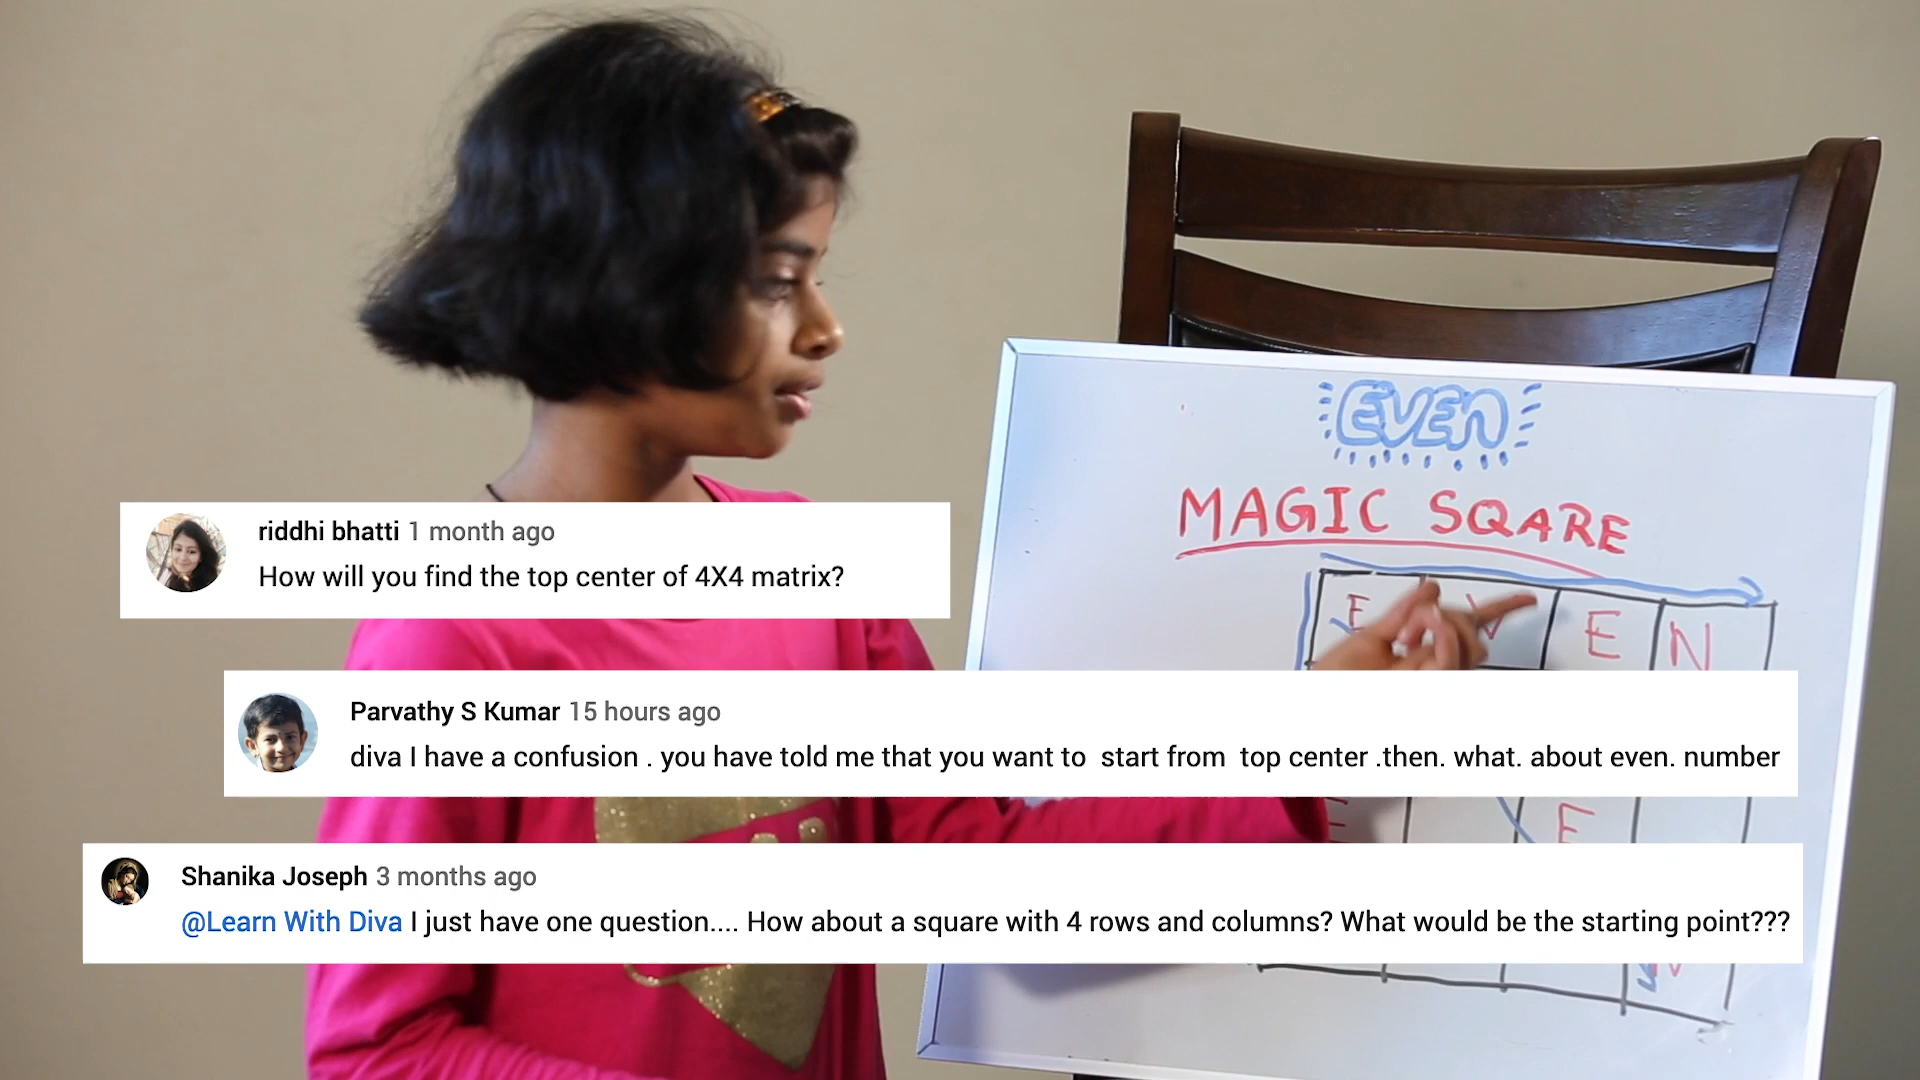 EVEN
MAGIC SQARE
E V E N
riddhi bhatti 1 month ago
How will you find the top center of 4X4 matrix?
Parvathy S Kumar 15 hours ago
diva I have a confusion . you have told me that you want to start from top center .then. what. about even. number
E
Shanika Joseph 3 months ago
@Learn With Diva I just have one question.... How about a square with 4 rows and columns? What would be the starting point???
N